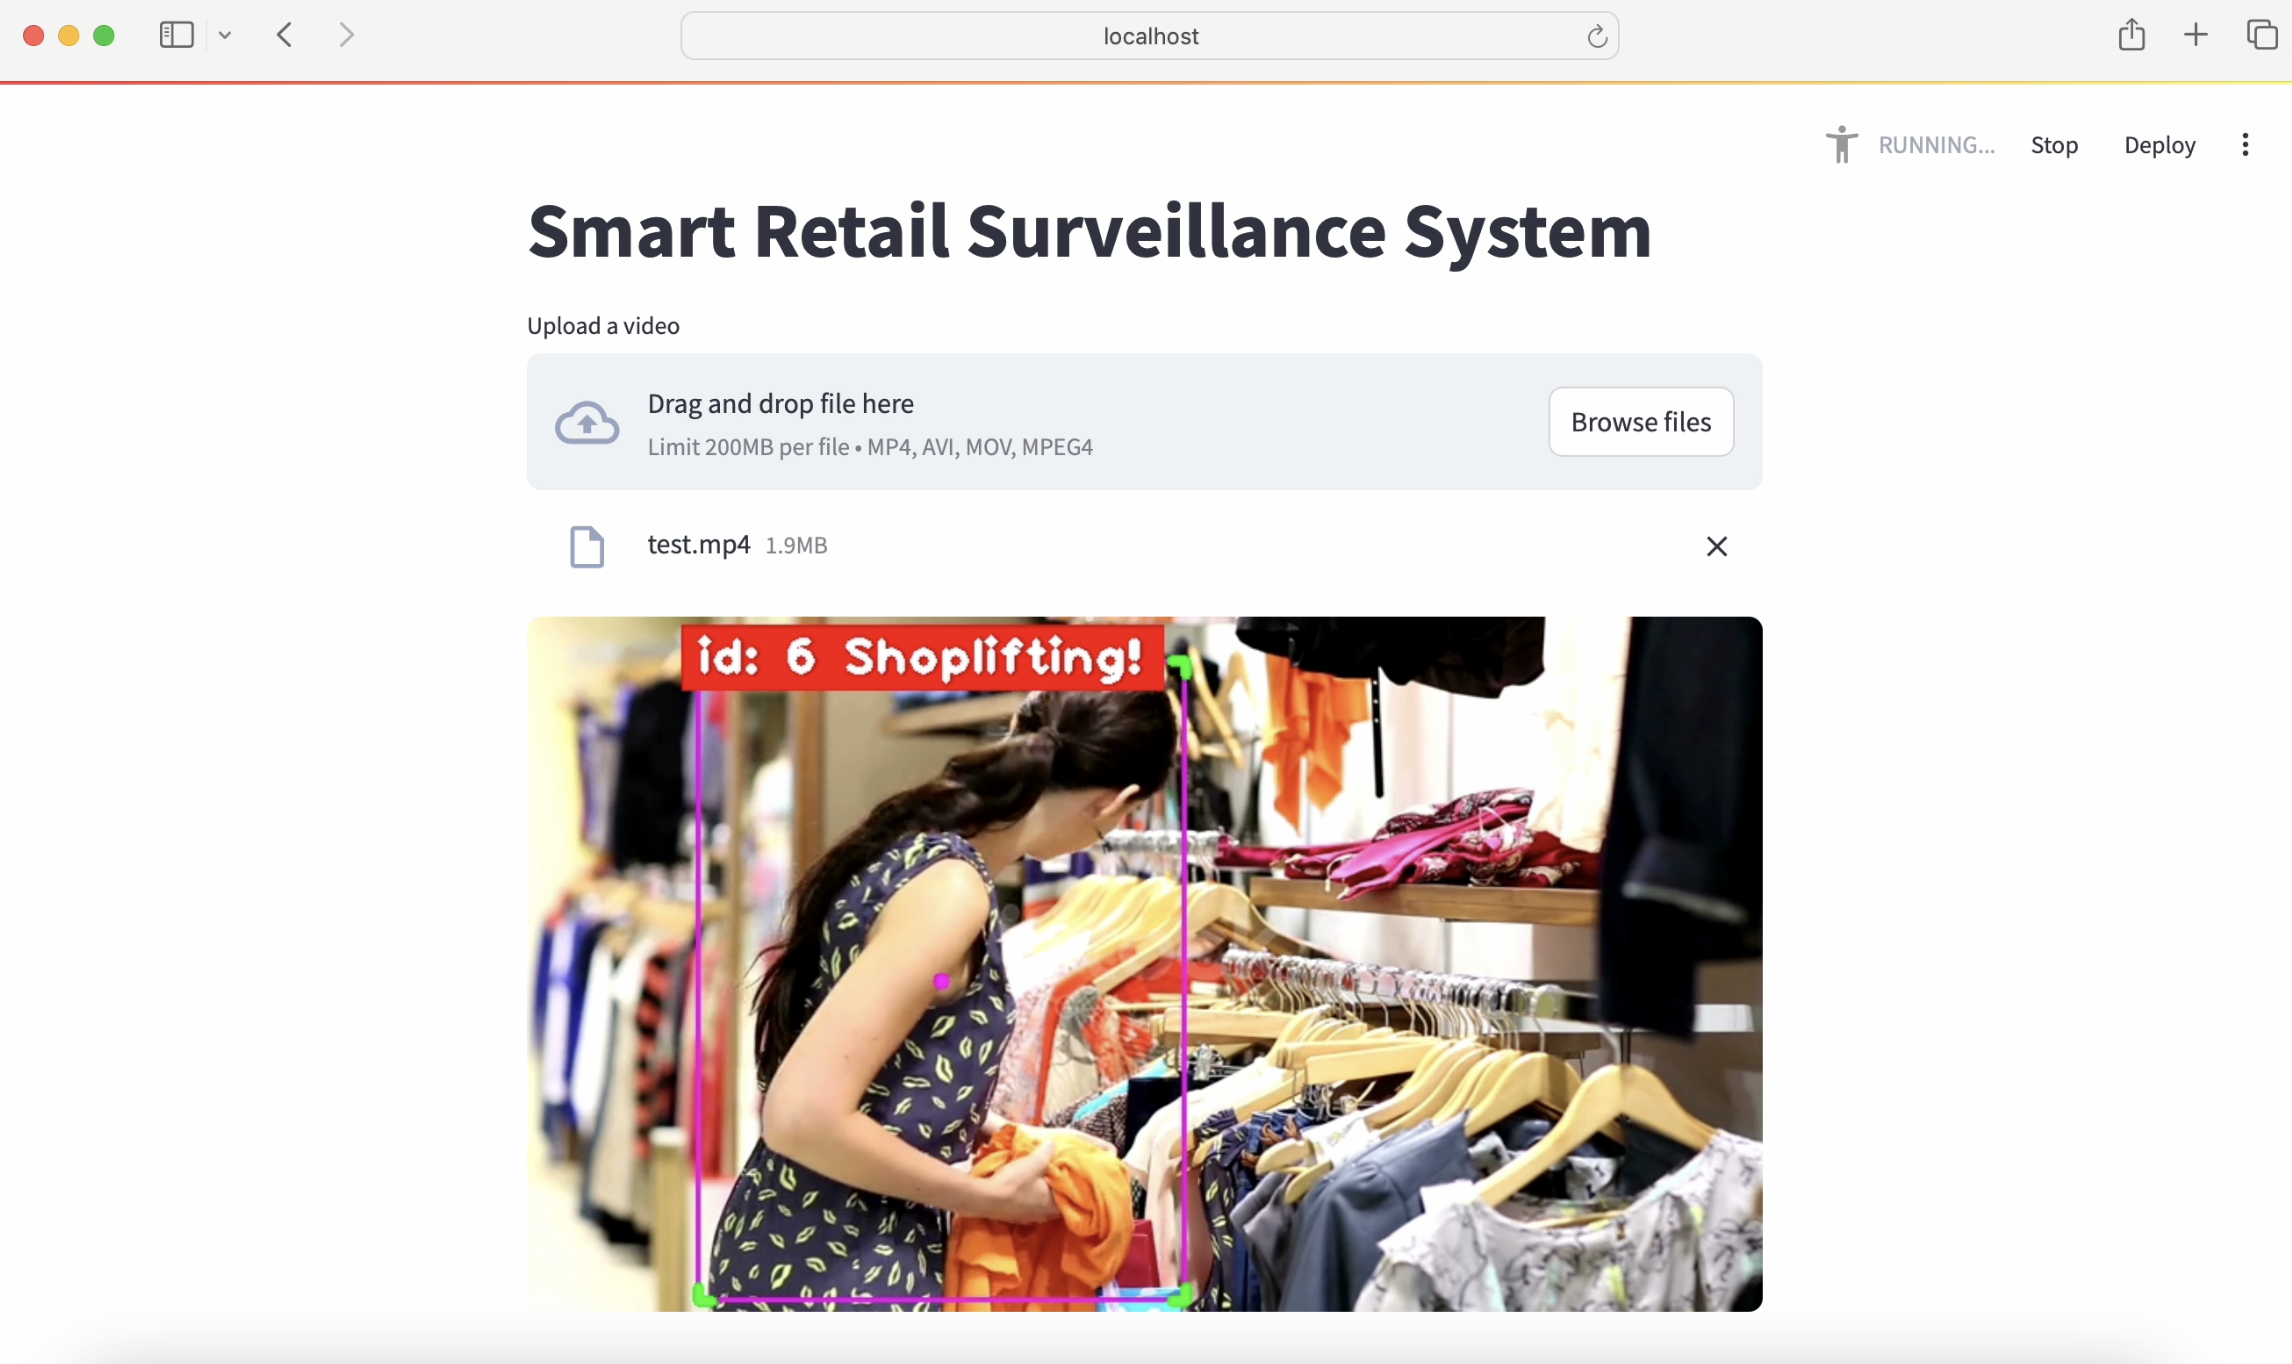 localhost
RUNNING... Stop Deploy
Smart Retail Surveillance System
Upload a video
Drag and drop file here
Limit 200MB per file • MP4, AVI, MOV, MPEG4
Browse files
test.mp4 1.9MB
id: 6 Shoplifting!